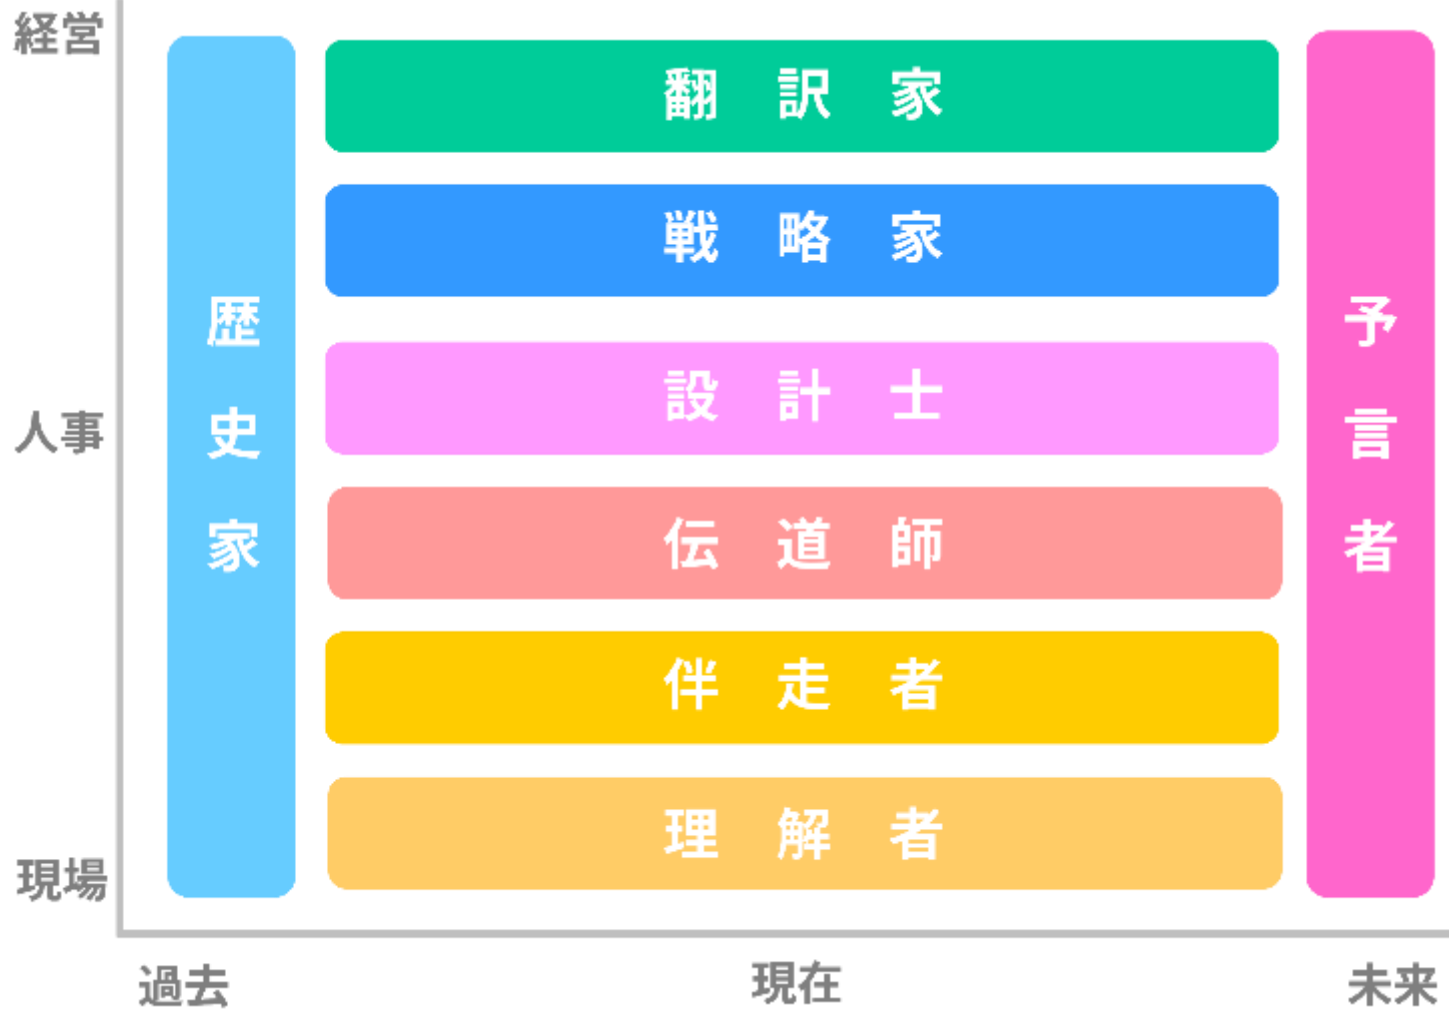 経営
人事
現場
歴史家
翻訳家
戦略家
設計士
伝道師
伴走者
理解者
予言者
過去
現在
未来